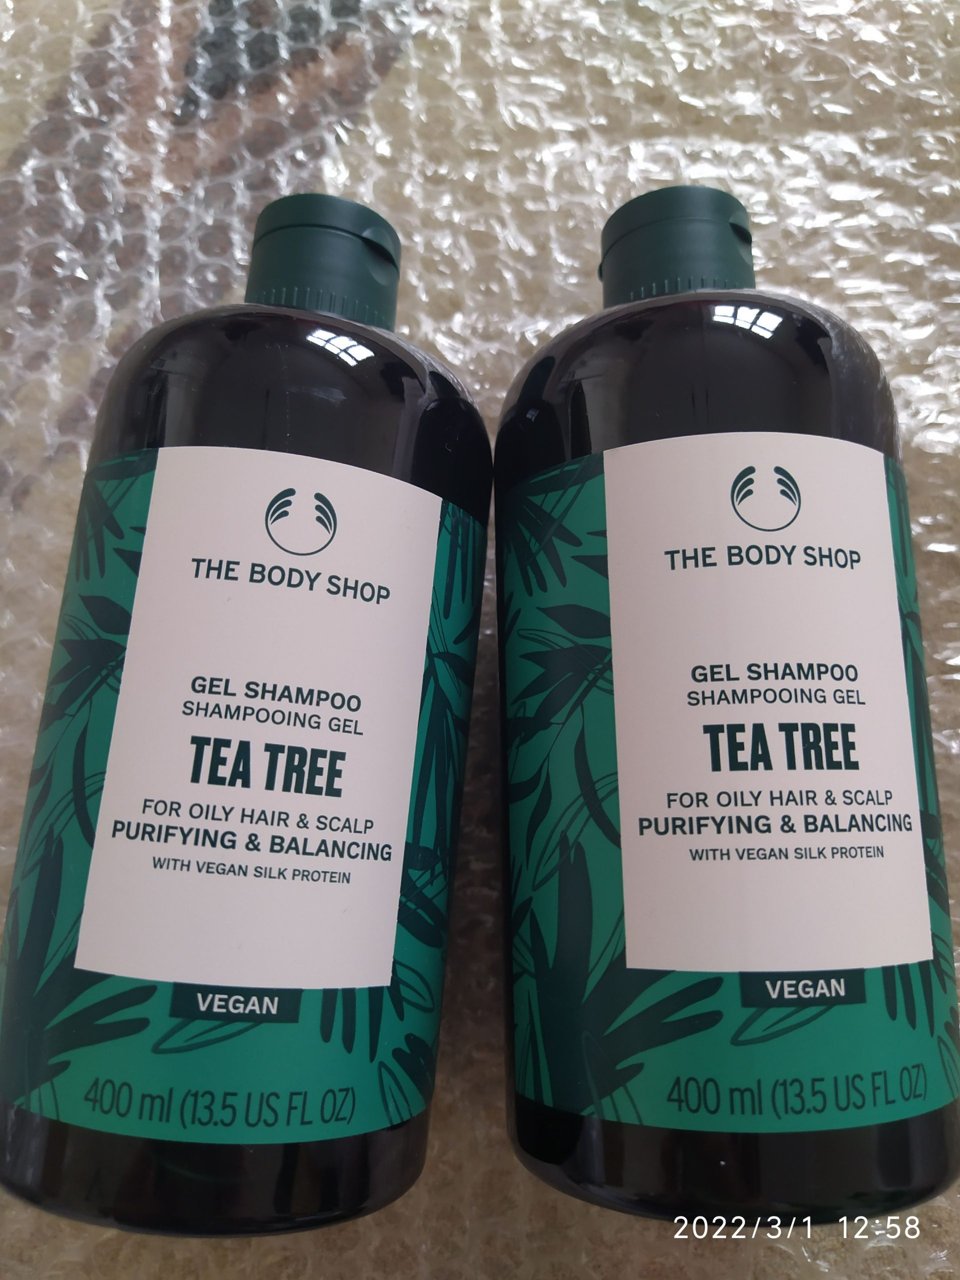 THE BODY SHOP
GEL SHAMPOO
SHAMPOOING GEL
TEA TREE
FOR OILY HAIR & SCALP
PURIFYING & BALANCING
WITH VEGAN SILK PROTEIN
VEGAN
400 ml (13.5 US FL OZ)
THE BODY SHOP
GEL SHAMPOO
SHAMPOOING GEL
TEA TREE
FOR OILY HAIR & SCALP
PURIFYING & BALANCING
WITH VEGAN SILK PROTEIN
VEGAN
400 ml (13.5 US FL OZ)
2022/3/1 12:58